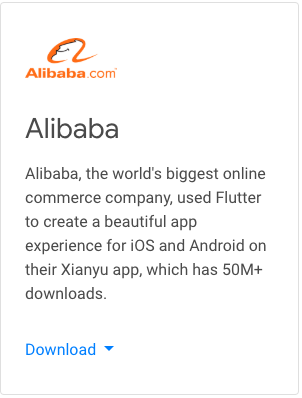 Alibaba.com
Alibaba
Alibaba, the world's biggest online
commerce company, used Flutter
to create a beautiful app
experience for iOS and Android on
their Xianyu app, which has 50M+
downloads.
Download